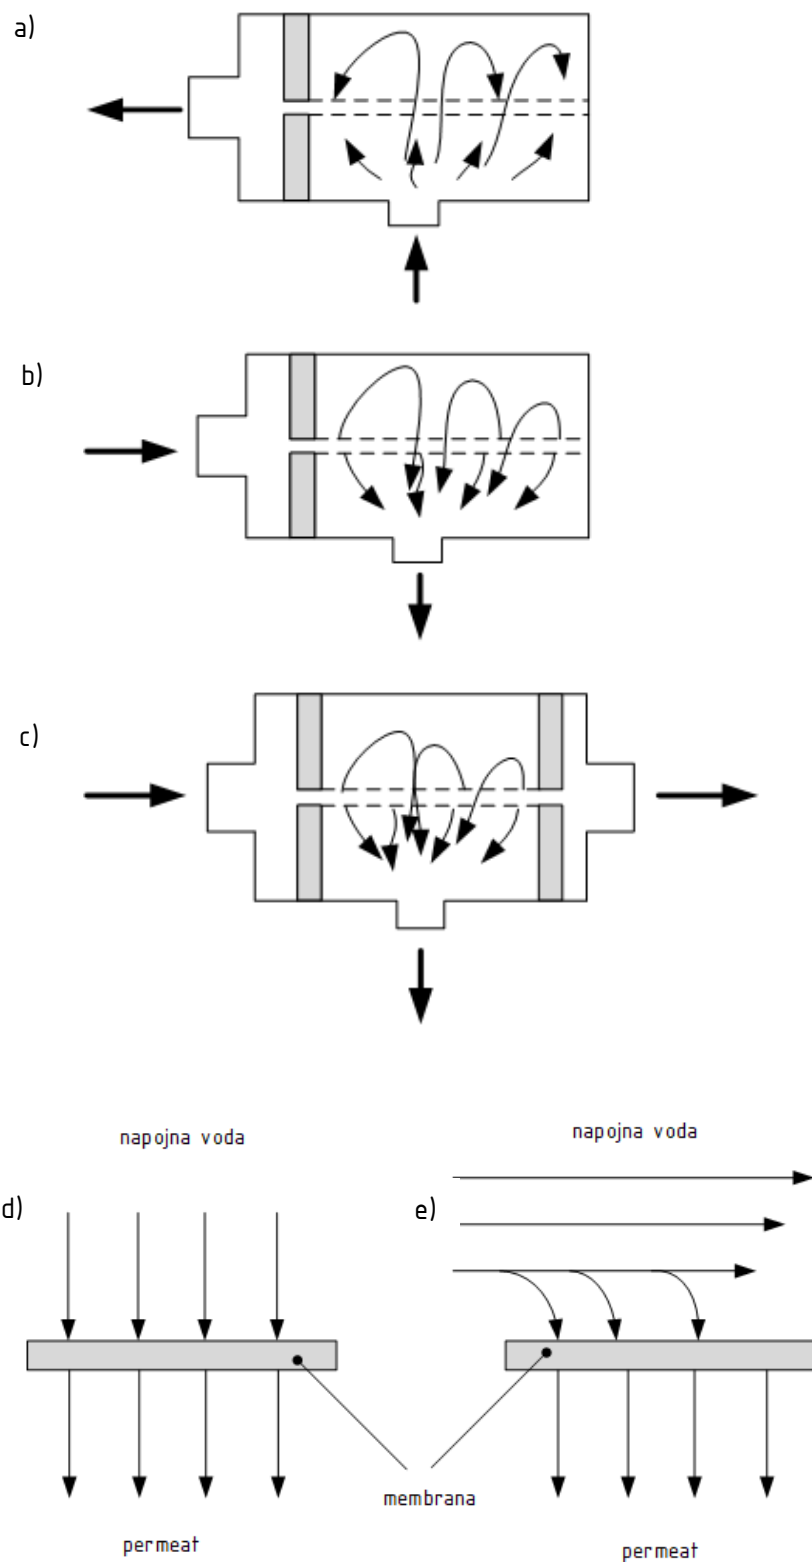 a)
b)
c)
napojna voda
napojna voda
d)
e)
membrana
permeat
permeat